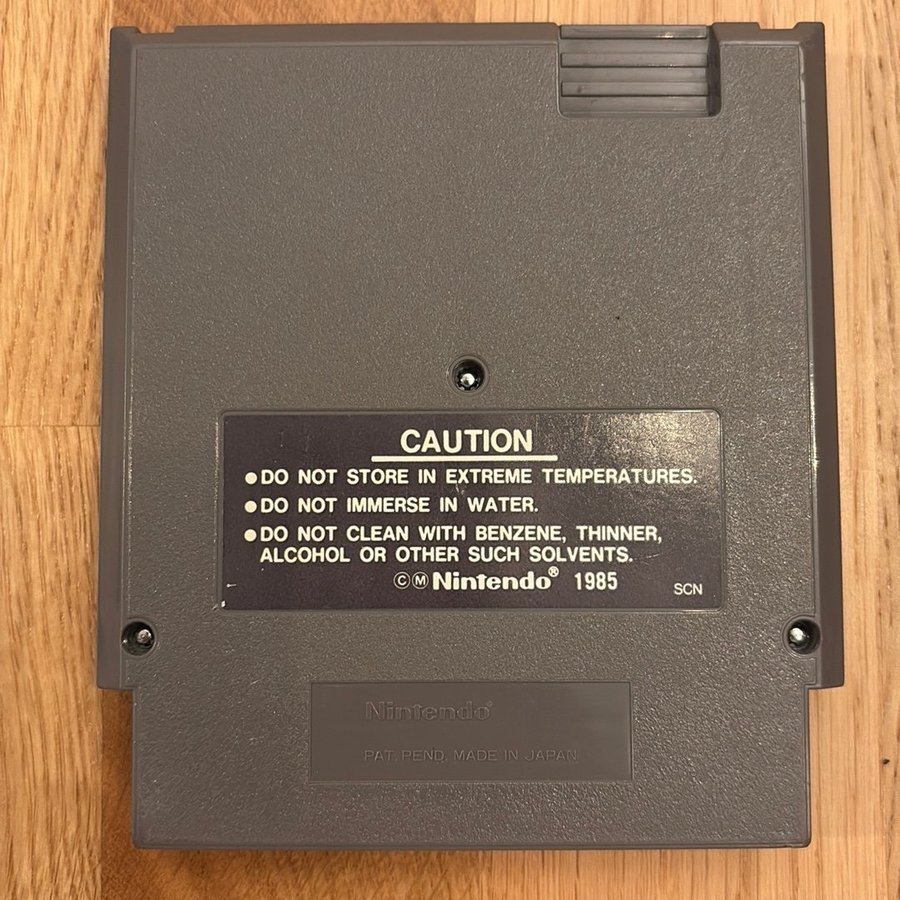 CAUTION
●DO NOT STORE IN EXTREME TEMPERATURES.
●DO NOT IMMERSE IN WATER.
●DO NOT CLEAN WITH BENZENE, THINNER,
ALCOHOL OR OTHER SUCH SOLVENTS.
ⒸⓂNintendo® 1985
SCN
Nintendo®
PAT. PEND. MADE IN JAPAN